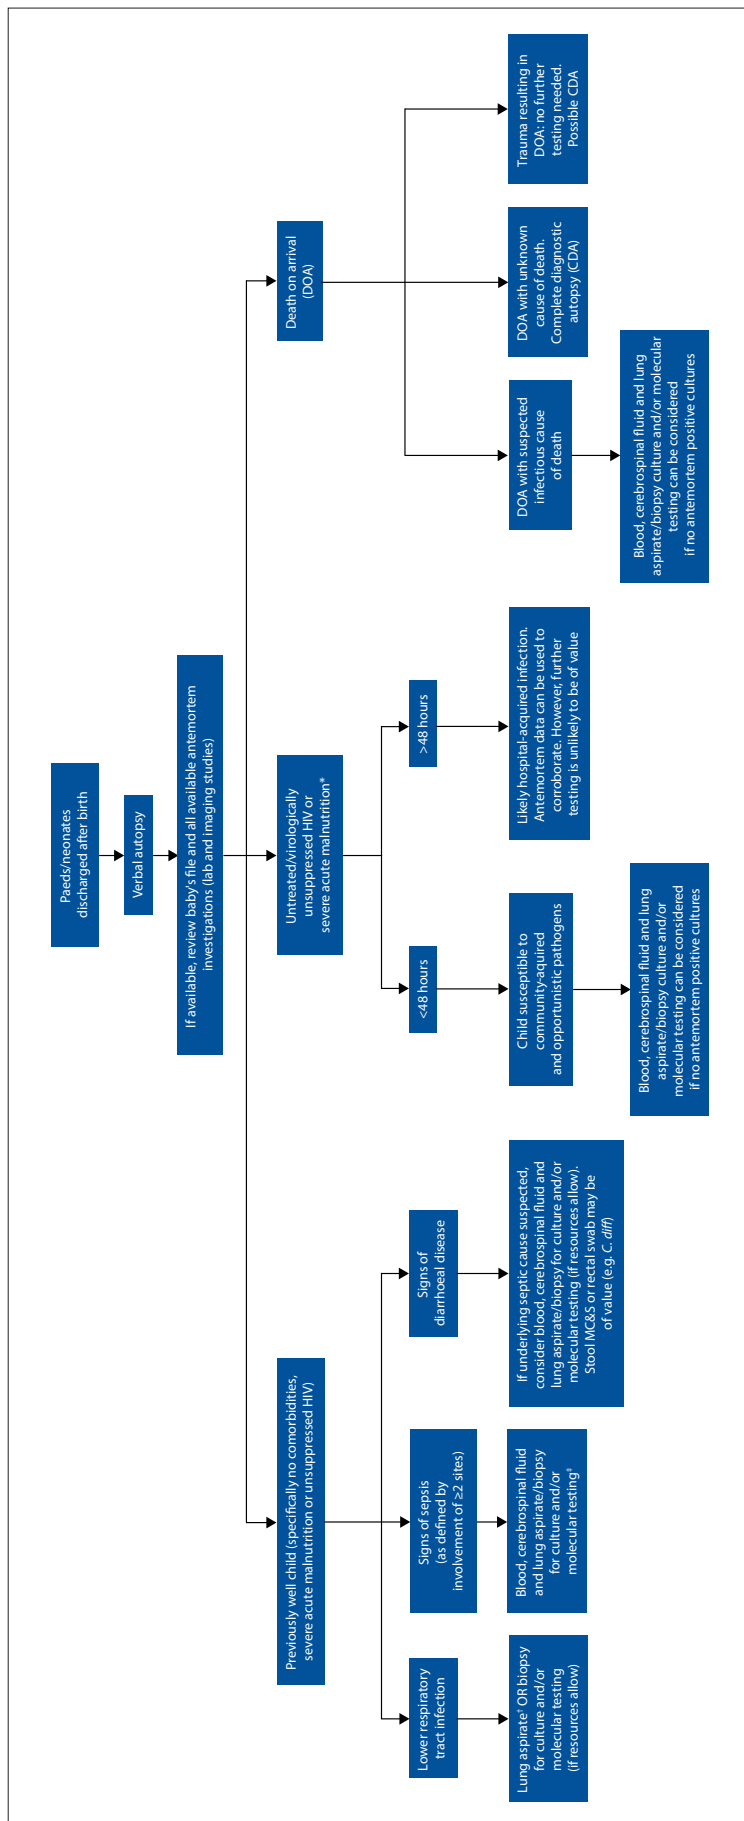 Paeds/neonates
discharged after birth
Verbal autopsy
If available, review baby's file and all available antemortem
investigations (lab and imaging studies)
Previously well child (specifically no comorbidities,
severe acute malnutrition or unsuppressed HIV)
Untreated/virologically
unsuppressed HIV or
severe acute malnutrition*
Death on arrival
(DOA)
Lower respiratory
tract infection
Signs of sepsis
(as defined by
involvement of ≥2 sites)
Signs of
diarrhoeal disease
<48 hours
>48 hours
Lung aspirate† OR biopsy
for culture and/or
molecular testing
(if resources allow)
Blood, cerebrospinal fluid
and lung aspirate/biopsy
for culture and/or
molecular testing‡
If underlying septic cause suspected,
consider blood, cerebrospinal fluid and
lung aspirate/biopsy for culture and/or
molecular testing (if resources allow).
Stool MC&S or rectal swab may be
of value (e.g. C. diff)
Child susceptible to
community-aquired
and opportunistic pathogens
Likely hospital-acquired infection.
Antemortem data can be used to
corroborate. However, further
testing is unlikely to be of value
DOA with suspected
infectious cause
of death
DOA with unknown
cause of death.
Complete diagnostic
autopsy (CDA)
Trauma resulting in
DOA: no further
testing needed.
Possible CDA
Blood, cerebrospinal fluid and lung
aspirate/biopsy culture and/or
molecular testing can be considered
if no antemortem positive cultures
Blood, cerebrospinal fluid and lung
aspirate/biopsy culture and/or molecular
testing can be considered
if no antemortem positive cultures